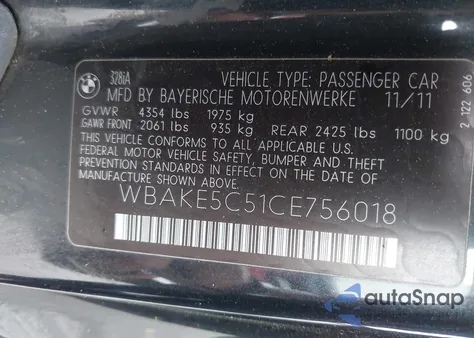 BMW
328iA
VEHICLE TYPE: PASSENGER CAR
MFD BY BAYERISCHE MOTORENWERKE 11/11
GVWR 4354 lbs 1975 kg
GAWR FRONT 2061 lbs 935 kg REAR 2425 lbs 1100 kg
THIS VEHICLE CONFORMS TO ALL APPLICABLE U.S.
FEDERAL MOTOR VEHICLE SAFETY, BUMPER AND THEFT
PREVENTION STANDARDS IN EFFECT ON THE DATE OF
MANUFACTURE SHOWN ABOVE.
WBAKE5C51CE756018
2 122 606
autoSnap